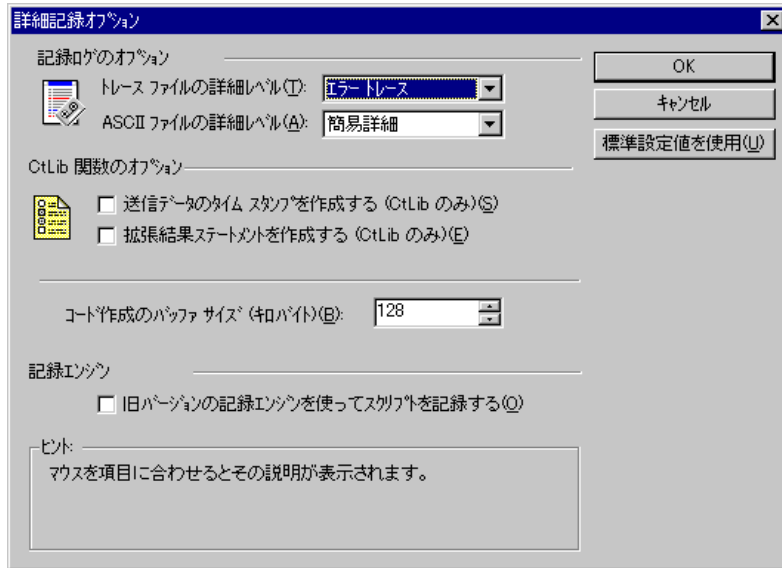 詳細記録オプション
記録ログのオプション
トレース ファイルの詳細レベル(T): エラー トレース
ASCII ファイルの詳細レベル(A): 簡易詳細
OK
キャンセル
標準設定値を使用(U)
CtLib 関数のオプション
送信データのタイム スタンプを作成する (CtLib のみ)(S)
拡張結果ステートメントを作成する (CtLib のみ)(E)
コード作成のバッファ サイズ (キロバイト)(B): 128
記録エンジン
旧バージョンの記録エンジンを使ってスクリプトを記録する(O)
ヒント:
マウスを項目に合わせるとその説明が表示されます。